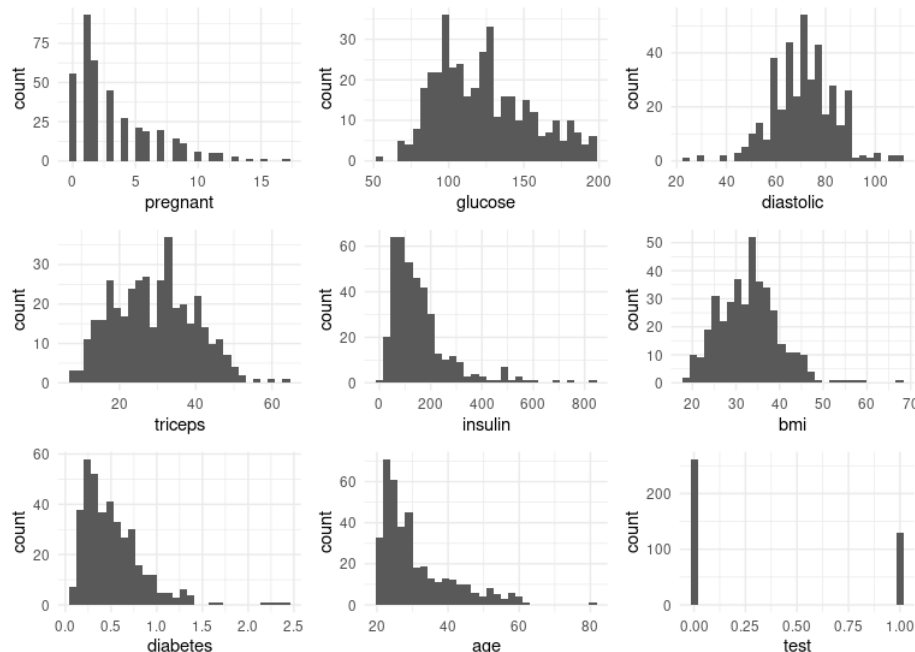 count
75
50
25
0
0 5 10 15
pregnant
count
30
20
10
0
50 100 150 200
glucose
count
40
20
0
20 40 60 80 100
diastolic
count
30
20
10
0
20 40 60
triceps
count
60
40
20
0
0 200 400 600 800
insulin
count
50
40
30
20
10
0
20 30 40 50 60 70
bmi
count
60
40
20
0
0.0 0.5 1.0 1.5 2.0 2.5
diabetes
count
60
40
20
0
20 40 60 80
age
count
200
100
0
0.00 0.25 0.50 0.75 1.00
test